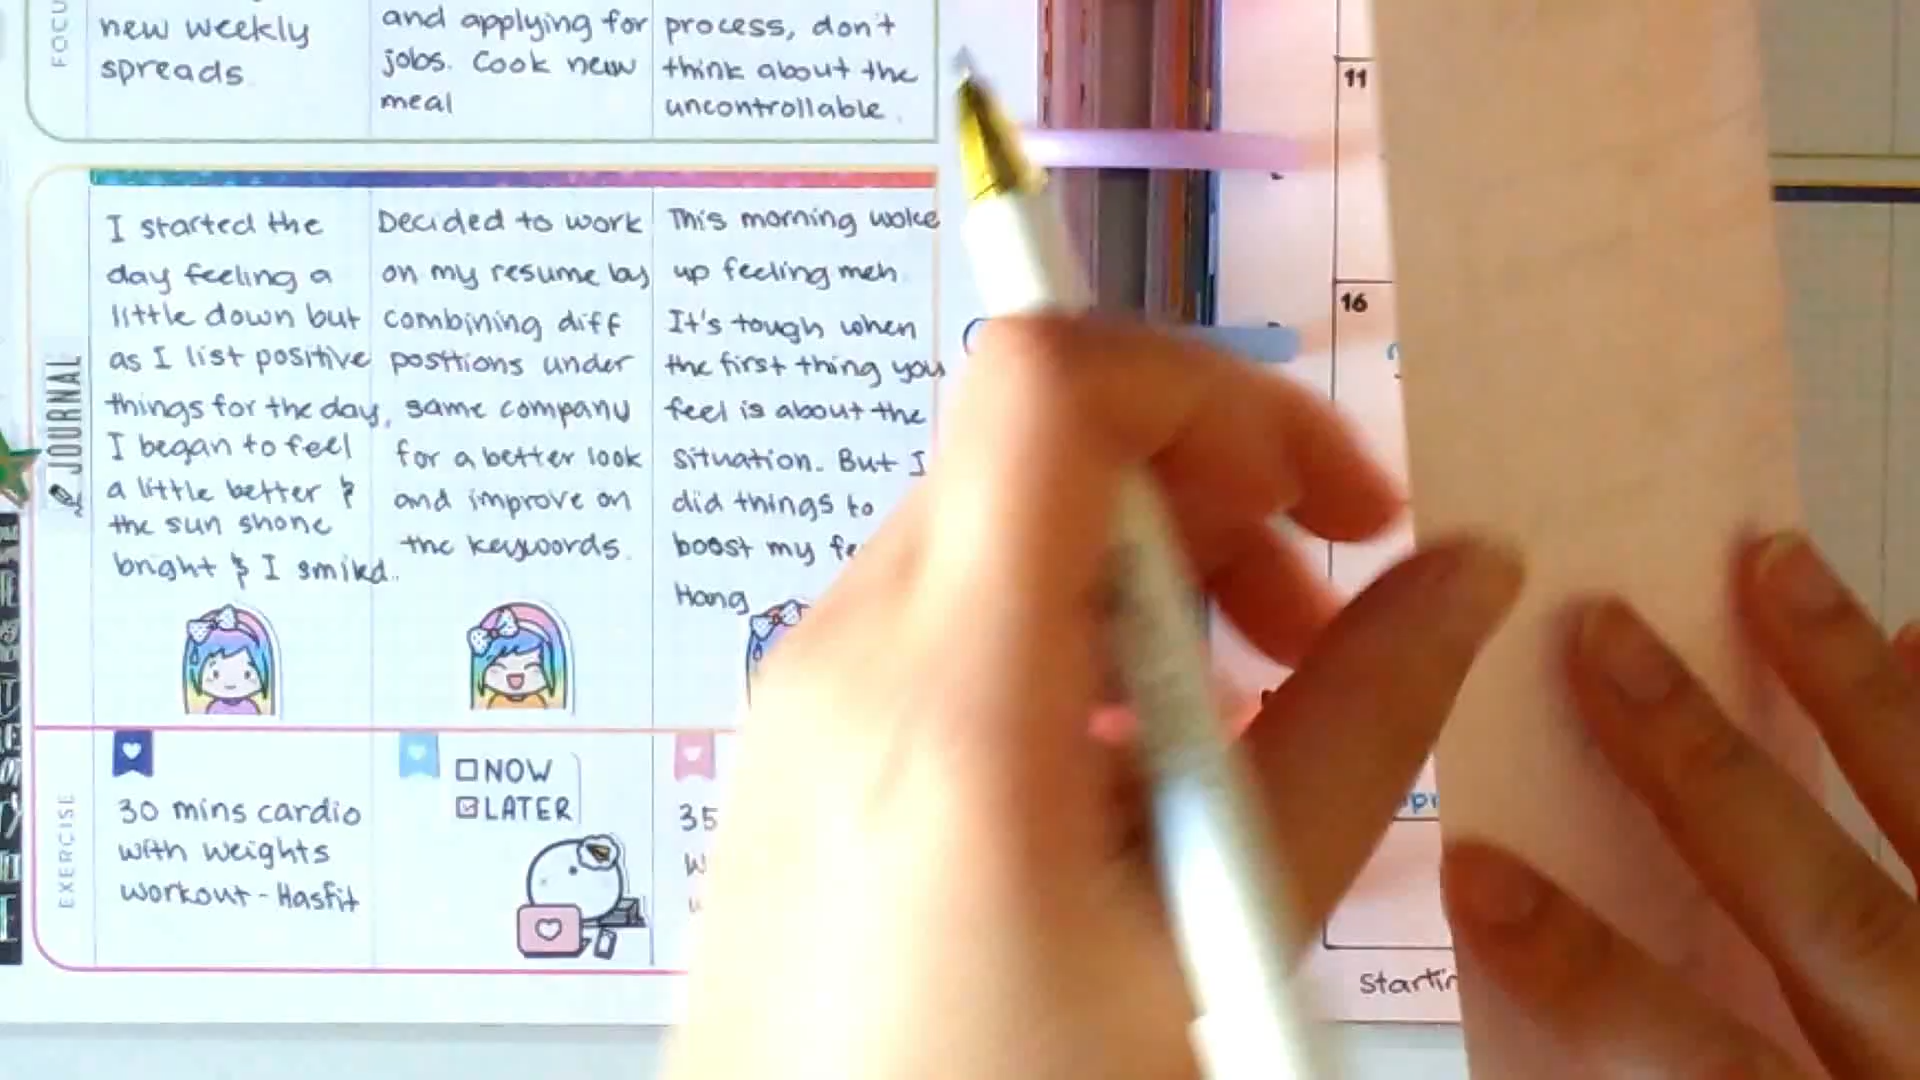 FOCU
new weekly
spreads
and applying for
jobs. Cook new
meal
process, don't
think about the
uncontrollable.
JOURNAL
I started the
day feeling a
little down but
as I list positive
things for the day,
I began to feel
a little better &
the sun shone
bright & I smiled..
Decided to work
on my resume by
combining diff
positions under
same company
for a better look
and improve on
the keywords.
This morning woke
up feeling meh.
It's tough when
the first thing you
feel is about the
situation. But I
did things to
boost my fe
Hang
EXERCISE
30 mins cardio
with weights
workout - Hasfit
NOW
LATER
35
W
11
16
Startin